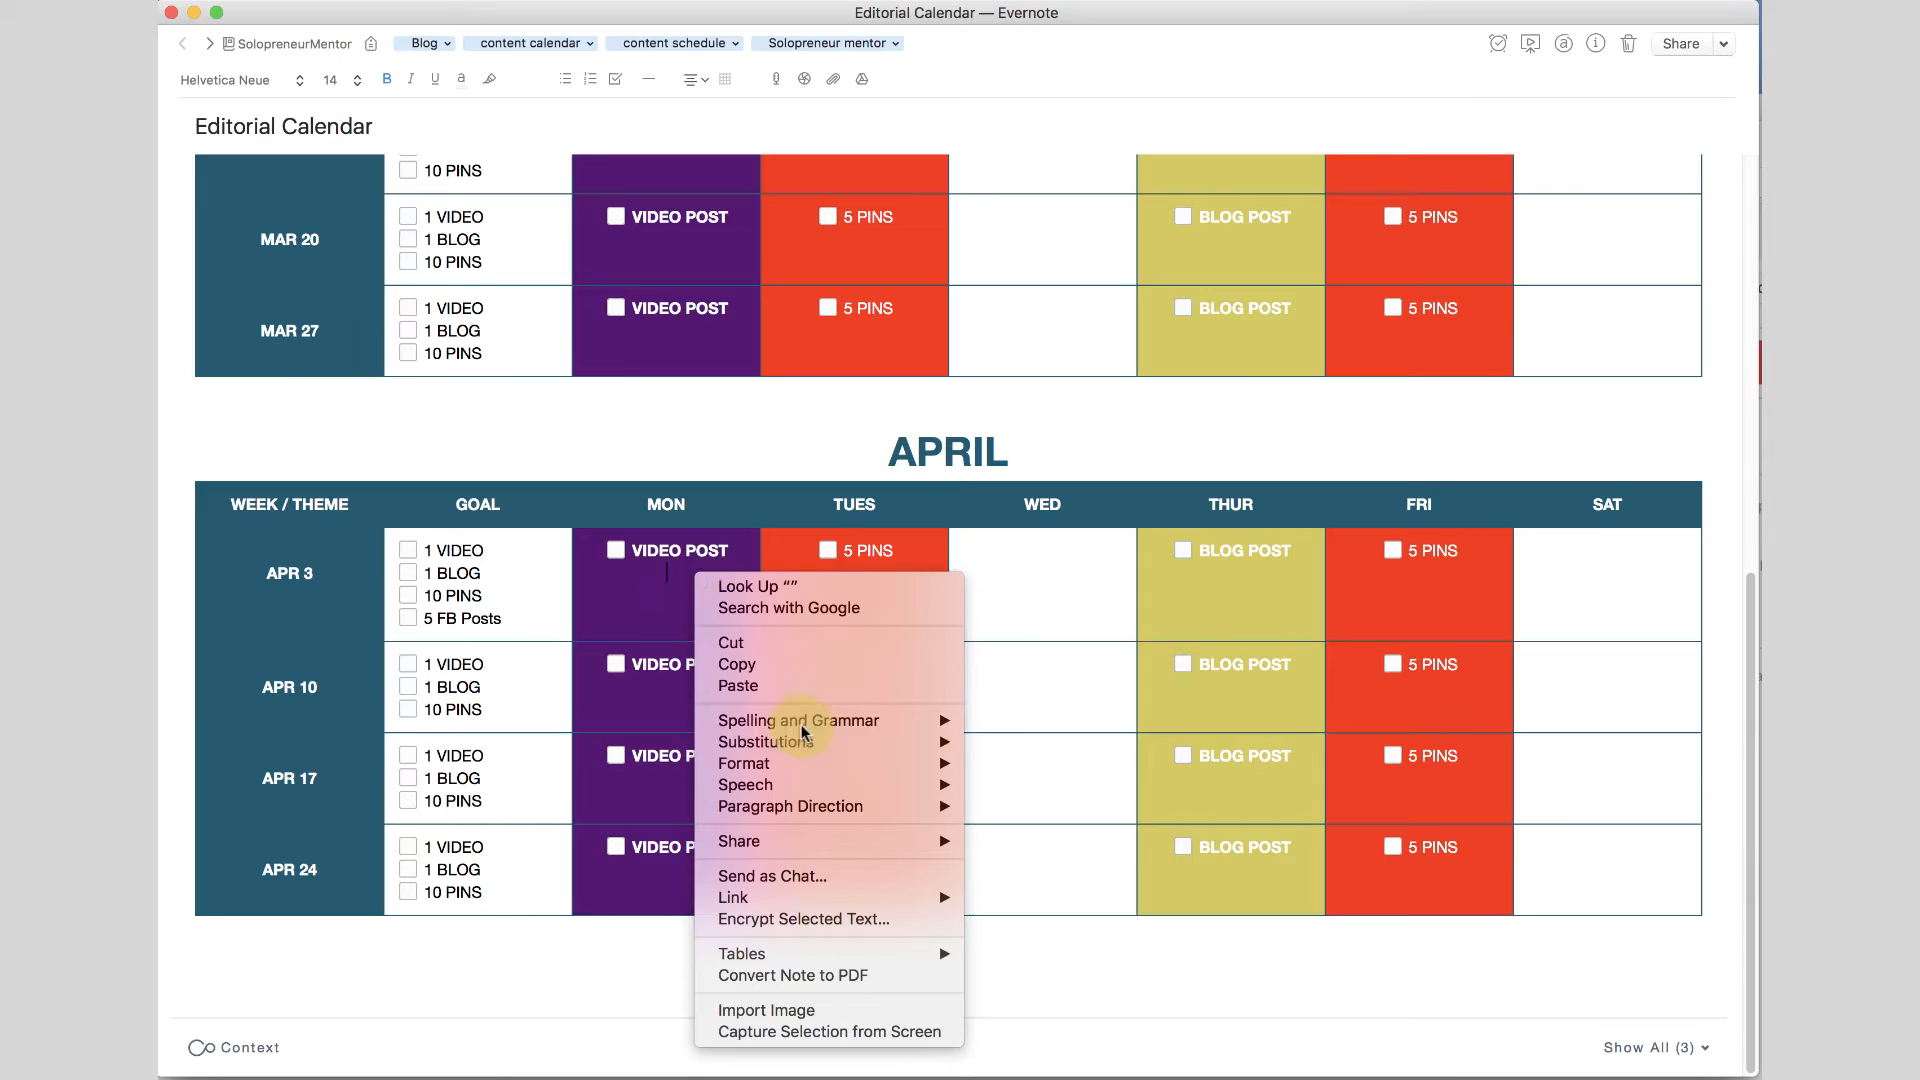 Editorial Calendar — Evernote
SolopreneurMentor Blog content calendar content schedule Solopreneur mentor Share
Helvetica Neue 14 B I U a
Editorial Calendar
10 PINS
MAR 20
1 VIDEO
1 BLOG
10 PINS
VIDEO POST
5 PINS
BLOG POST
5 PINS
MAR 27
1 VIDEO
1 BLOG
10 PINS
VIDEO POST
5 PINS
BLOG POST
5 PINS
APRIL
WEEK / THEME GOAL MON TUES WED THUR FRI SAT
APR 3
1 VIDEO
1 BLOG
10 PINS
5 FB Posts
VIDEO POST
5 PINS
BLOG POST
5 PINS
APR 10
1 VIDEO
1 BLOG
10 PINS
VIDEO P
BLOG POST
5 PINS
APR 17
1 VIDEO
1 BLOG
10 PINS
VIDEO P
BLOG POST
5 PINS
APR 24
1 VIDEO
1 BLOG
10 PINS
VIDEO P
BLOG POST
5 PINS
Look Up “”
Search with Google
Cut
Copy
Paste
Spelling and Grammar
Substitutions
Format
Speech
Paragraph Direction
Share
Send as Chat...
Link
Encrypt Selected Text...
Tables
Convert Note to PDF
Import Image
Capture Selection from Screen
Context
Show All (3)